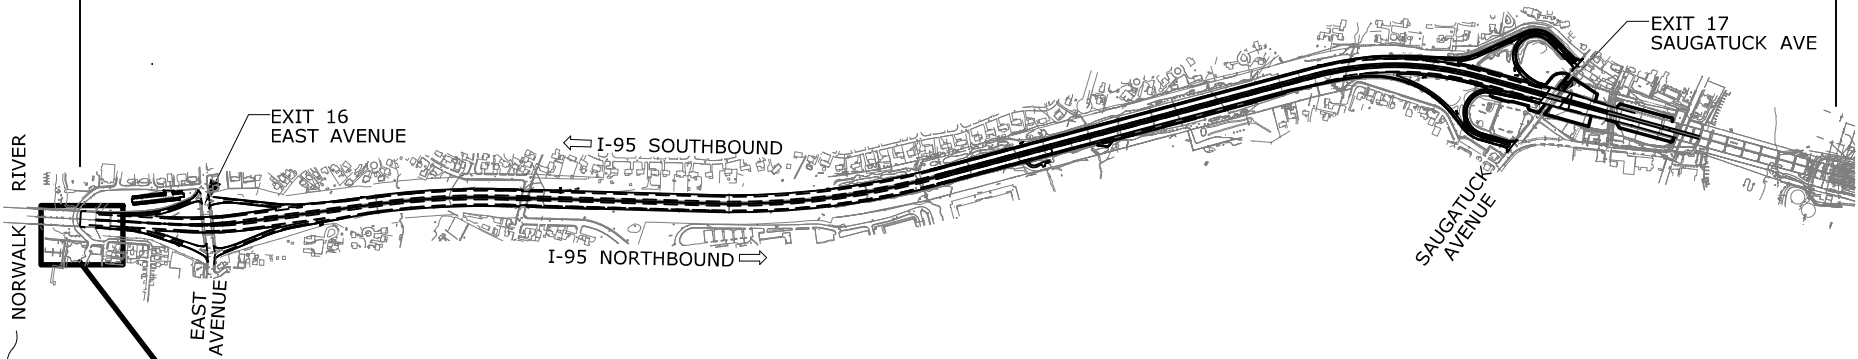 EXIT 17
SAUGATUCK AVE
EXIT 16
EAST AVENUE
I-95 SOUTHBOUND
NORWALK RIVER
I-95 NORTHBOUND
SAUGATUCK
AVENUE
EAST
AVENUE